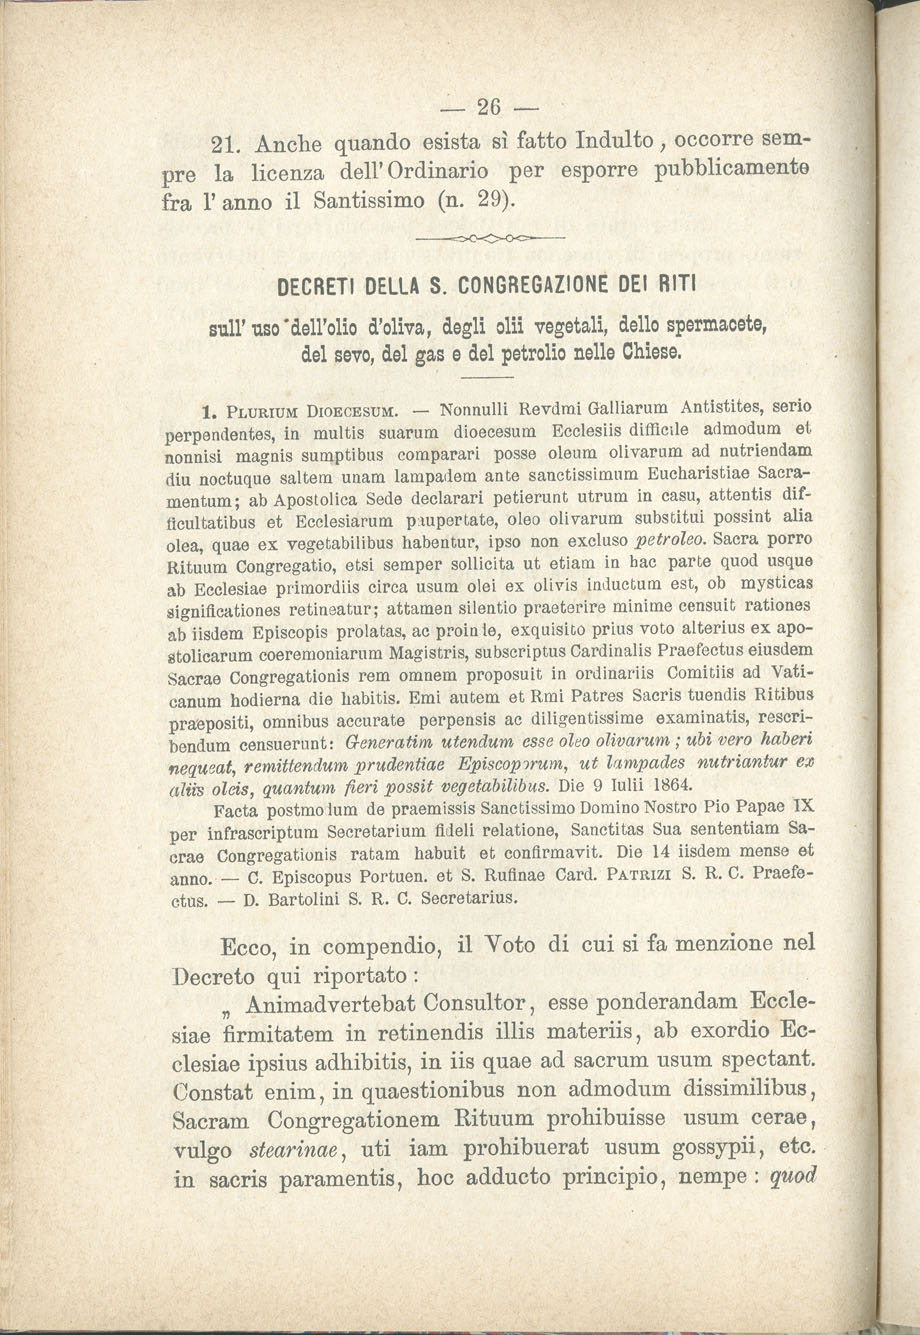 — 26 —
21. Anche quando esista sì fatto Indulto, occorre sem-
pre la licenza dell'Ordinario per esporre pubblicamente
fra l'anno il Santissimo (n. 29).
DECRETI DELLA S. CONGREGAZIONE DEI RITI
sull'uso dell'olio d'oliva, degli olii vegetali, dello spermacete,
del sevo, del gas e del petrolio nelle Chiese.
1. PLURIUM DIOECESUM. — Nonnulli Revdmi Galliarum Antistites, serio
perpendentes, in multis suarum dioecesum Ecclesiis difficile admodum et
nonnisi magnis sumptibus comparari posse oleum olivarum ad nutriendam
diu noctuque saltem unam lampadem ante sanctissimum Eucharistiae Sacra-
mentum; ab Apostolica Sede declarari petierunt utrum in casu, attentis dif-
ficultatibus et Ecclesiarum paupertate, oleo olivarum substitui possint alia
olea, quae ex vegetabilibus habentur, ipso non excluso petroleo. Sacra porro
Rituum Congregatio, etsi semper sollicita ut etiam in hac parte quod usque
ab Ecclesiae primordiis circa usum olei ex olivis inductum est, ob mysticas
significationes retineatur; attamen silentio praeterire minime censuit rationes
ab iisdem Episcopis prolatas, ac proinde, exquisito prius voto alterius ex apo-
stolicarum coeremoniarum Magistris, subscriptus Cardinalis Praefectus eiusdem
Sacrae Congregationis rem omnem proposuit in ordinariis Comitiis ad Vati-
canum hodierna die habitis. Emi autem et Rmi Patres Sacris tuendis Ritibus
praepositi, omnibus accurate perpensis ac diligentissime examinatis, rescri-
bendum censuerunt: Generatim utendum esse oleo olivarum; ubi vero haberi
nequeat, remittendum prudentiae Episcoporum, ut lampades nutriantur ex
aliis oleis, quantum fieri possit vegetabilibus. Die 9 Iulii 1864.
Facta postmodum de praemissis Sanctissimo Domino Nostro Pio Papae IX
per infrascriptum Secretarium fideli relatione, Sanctitas Sua sententiam Sa-
crae Congregationis ratam habuit et confirmavit. Die 14 iisdem mense et
anno. — C. Episcopus Portuen. et S. Rufinae Card. PATRIZI S. R. C. Praefe-
ctus. — D. Bartolini S. R. C. Secretarius.
Ecco, in compendio, il Voto di cui si fa menzione nel
Decreto qui riportato:
„ Animadvertebat Consultor, esse ponderandam Eccle-
siae firmitatem in retinendis illis materiis, ab exordio Ec-
clesiae ipsius adhibitis, in iis quae ad sacrum usum spectant.
Constat enim, in quaestionibus non admodum dissimilibus,
Sacram Congregationem Rituum prohibuisse usum cerae,
vulgo stearinae, uti iam prohibuerat usum gossypii, etc.
in sacris paramentis, hoc adducto principio, nempe: quod